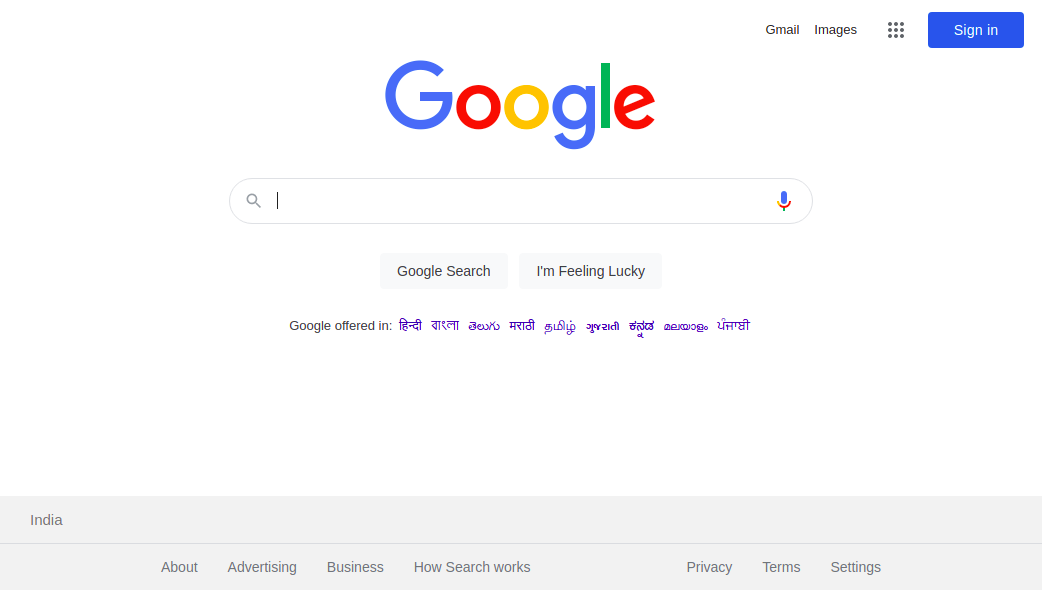 Gmail Images Sign in
Google
Google Search I'm Feeling Lucky
Google offered in: हिन्दी বাংলা తెలుగు मराठी தமிழ் ગુજરાતી ಕನ್ನಡ മലയാളം ਪੰਜਾਬੀ
India
About Advertising Business How Search works Privacy Terms Settings